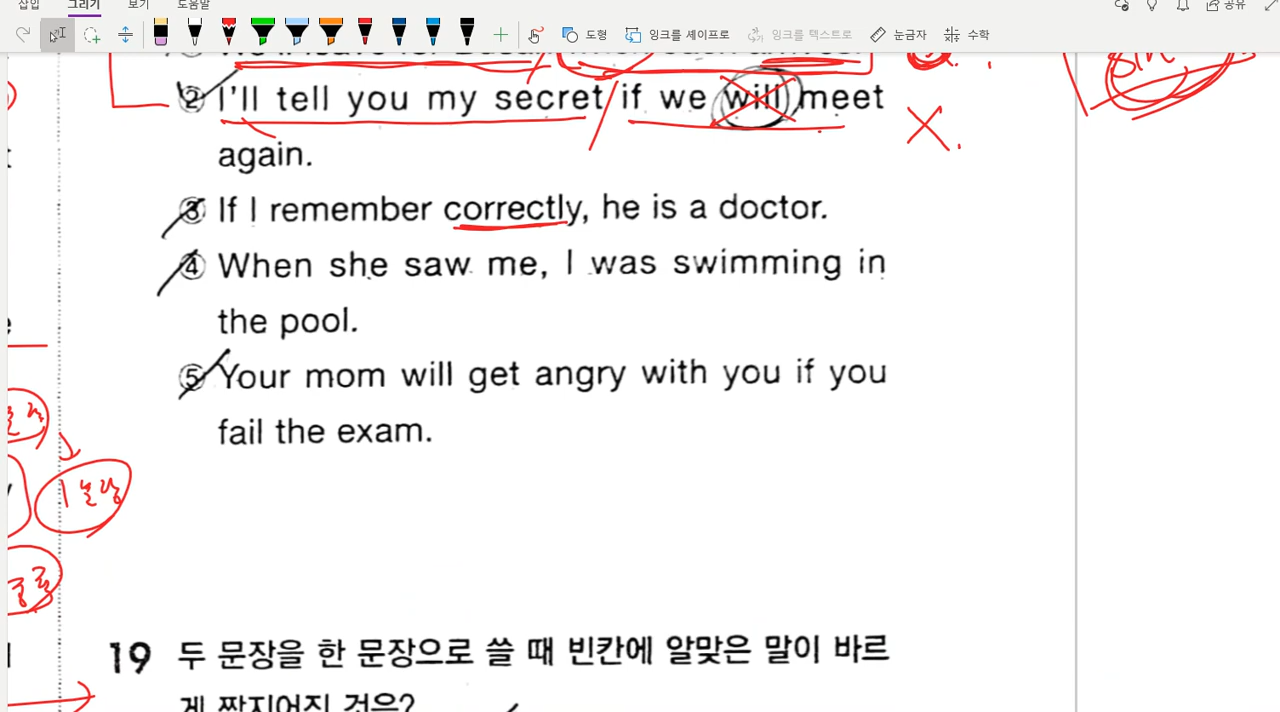 삽입 그리기 보기 도움말 공유
도형 잉크를 셰이프로 잉크를 텍스트로 눈금자 수학
② I'll tell you my secret if we will meet
again.
③ If I remember correctly, he is a doctor.
④ When she saw me, I was swimming in
the pool.
⑤ Your mom will get angry with you if you
fail the exam.
19 두 문장을 한 문장으로 쓸 때 빈칸에 알맞은 말이 바르
게 짝지어진 것은?